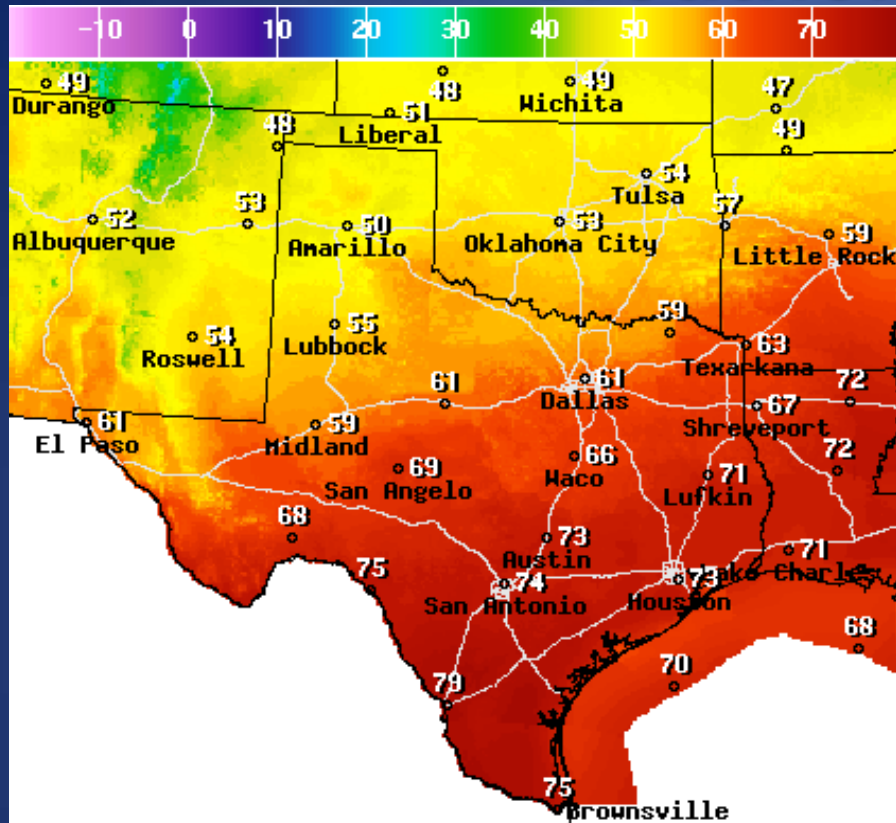 -10 0 10 20 30 40 50 60 70
49
Durango
48
49
Wichita
47
51
Liberal
48
49
54
Tulsa
52
Albuquerque
53
50
Amarillo
53
Oklahoma City
57
59
Little Rock
54
Roswell
55
Lubbock
59
63
Texarkana
61
El Paso
59
Midland
61
61
Dallas
67
Shreveport
72
69
San Angelo
66
Waco
71
Lufkin
72
68
73
Austin
71
Lake Charles
75
74
San Antonio
73
Houston
68
79
70
75
Brownsville